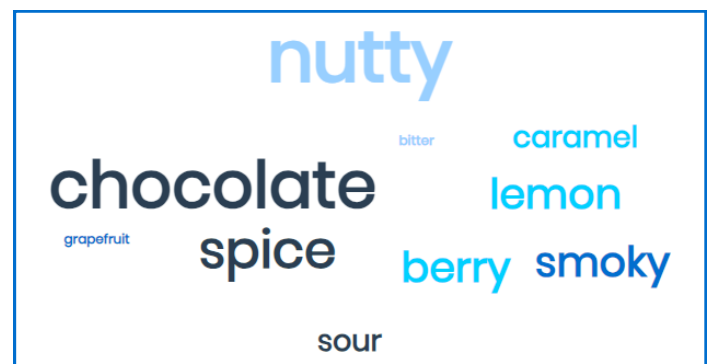 nutty
bitter
caramel
chocolate
lemon
grapefruit
spice
berry
smoky
sour